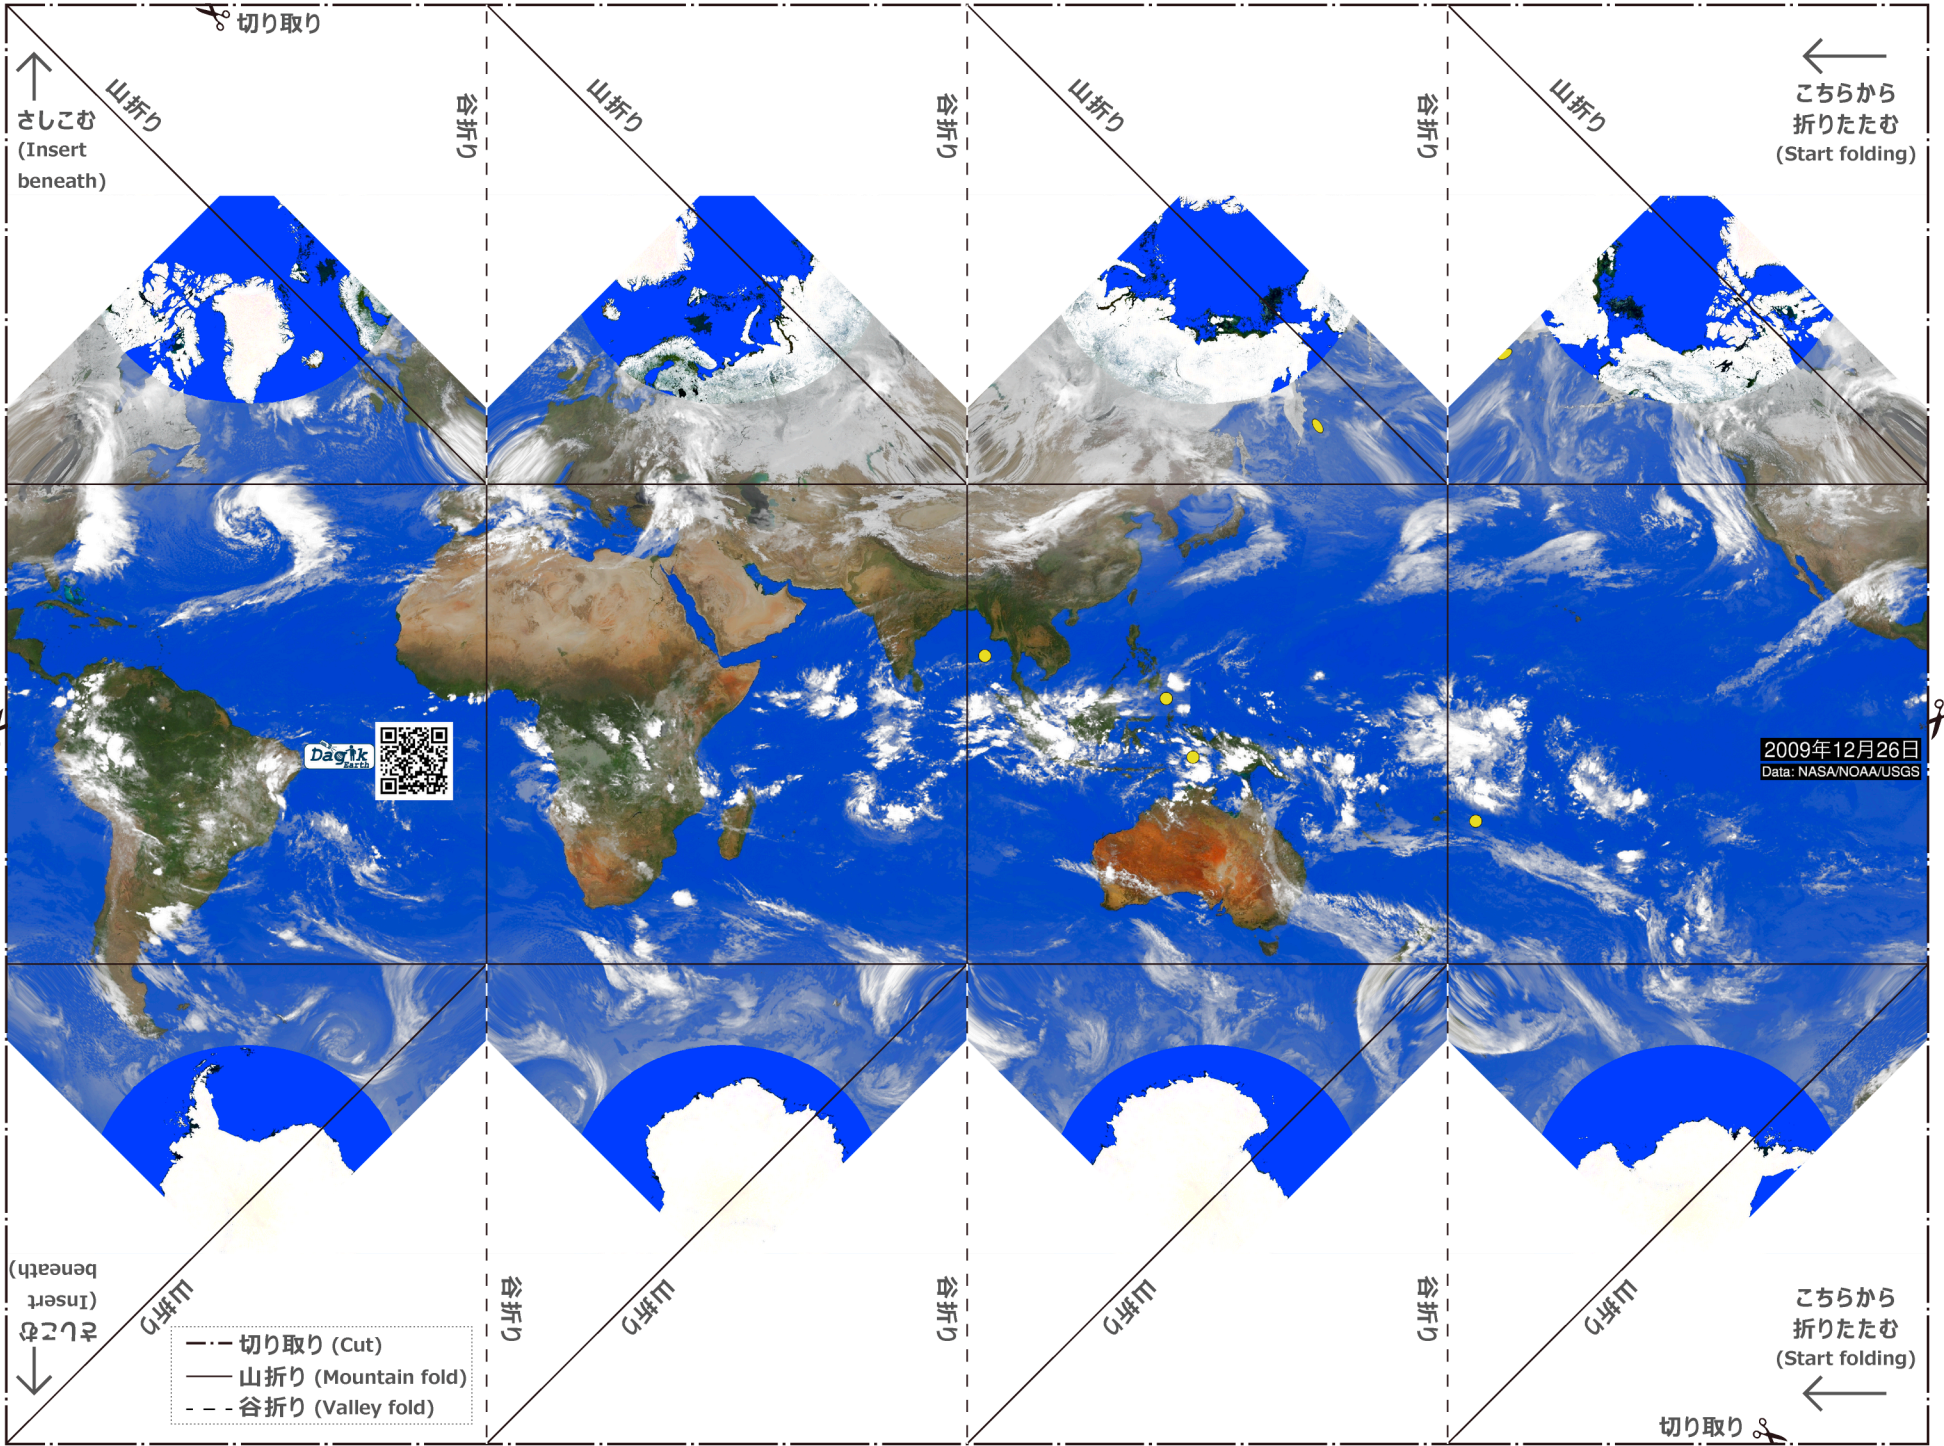 切り取り
山折り
谷折り
山折り
谷折り
山折り
谷折り
山折り
さしこむ
(Insert
beneath)
こちらから
折りたたむ
(Start folding)
Dagik
Earth
2009年12月26日
Data: NASA/NOAA/USGS
さしこむ
(Insert
beneath)
山折り
谷折り
山折り
谷折り
山折り
谷折り
山折り
こちらから
折りたたむ
(Start folding)
切り取り (Cut)
山折り (Mountain fold)
谷折り (Valley fold)
切り取り